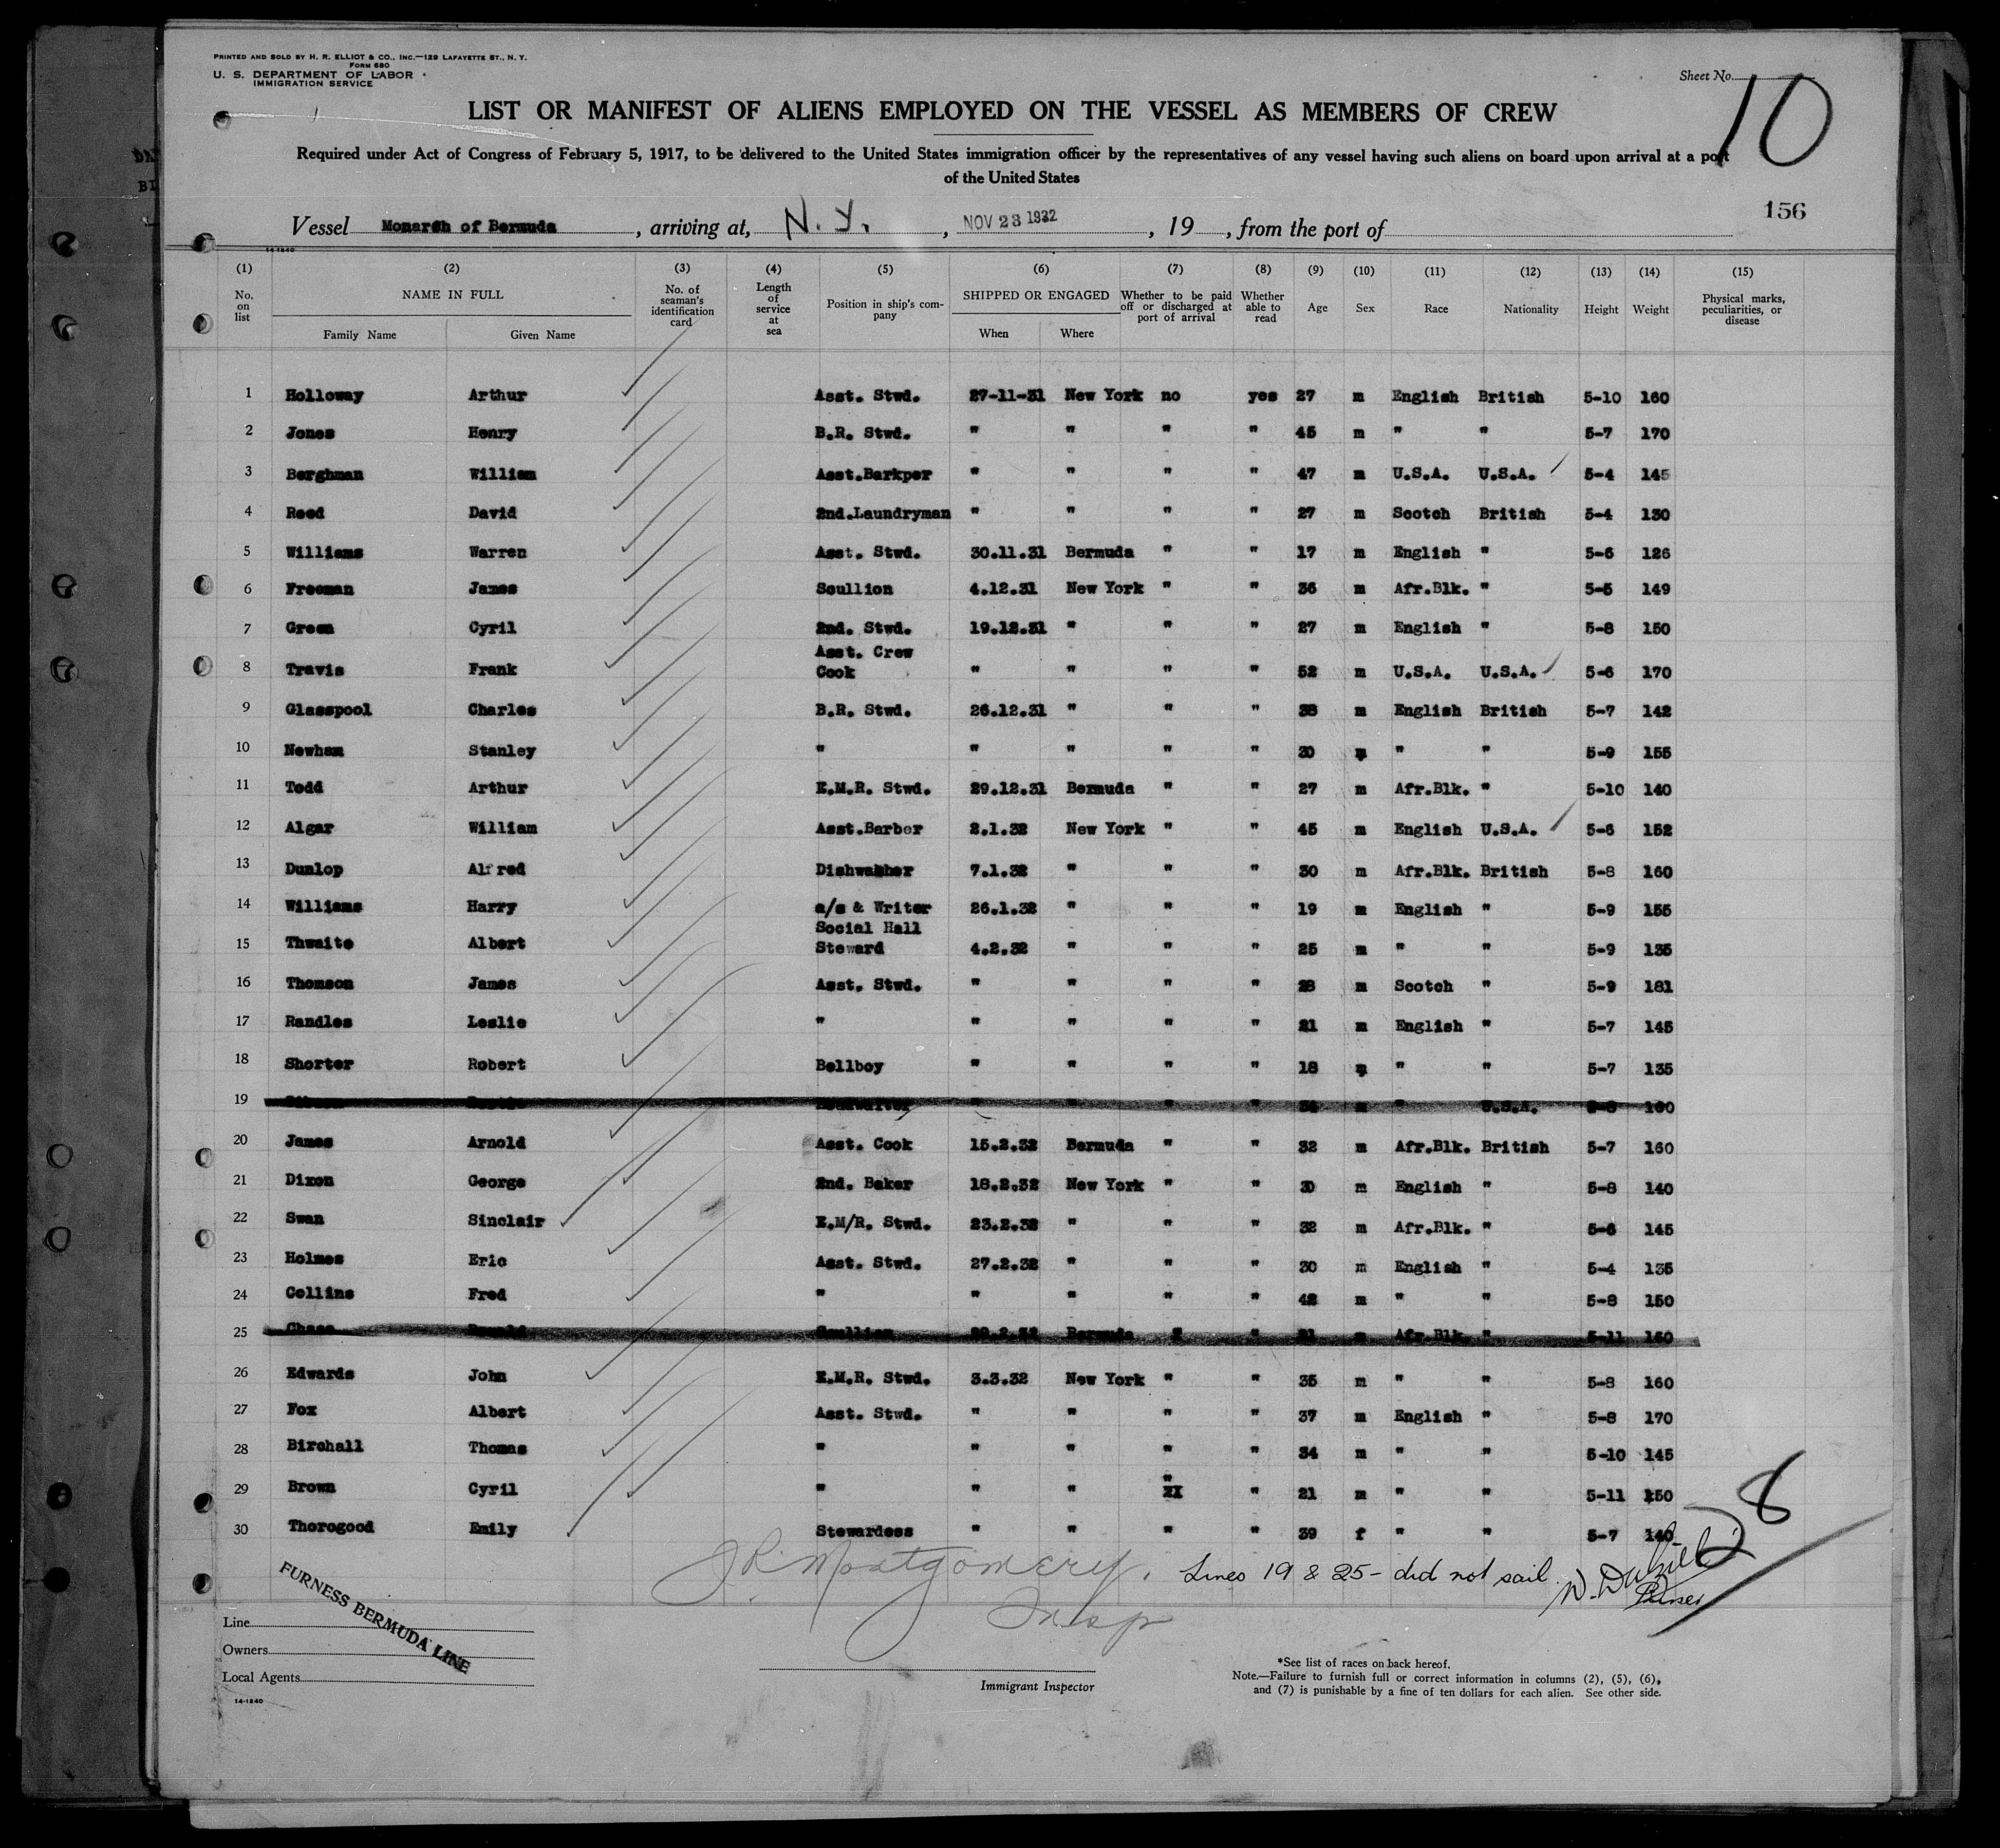 PRINTED AND SOLD BY H. R. ELLIOT & CO., INC.—129 LAFAYETTE ST., N. Y.
FORM 680
U. S. DEPARTMENT OF LABOR
IMMIGRATION SERVICE
Sheet No. 10
LIST OR MANIFEST OF ALIENS EMPLOYED ON THE VESSEL AS MEMBERS OF CREW
Required under Act of Congress of February 5, 1917, to be delivered to the United States immigration officer by the representatives of any vessel having such aliens on board upon arrival at a port
of the United States
156
Vessel Monarch of Bermuda, arriving at, N. Y., NOV 23 1932, 19, from the port of
14-1240
(1) (2) (3) (4) (5) (6) (7) (8) (9) (10) (11) (12) (13) (14) (15)
No. on list NAME IN FULL Family Name Given Name No. of seaman's identification card Length of service at sea Position in ship's company SHIPPED OR ENGAGED When Where Whether to be paid off or discharged at port of arrival Whether able to read Age Sex Race Nationality Height Weight Physical marks, peculiarities, or disease
1 Holloway Arthur Asst. Stwd. 27-11-31 New York no yes 27 m English British 5-10 160
2 Jones Henry B.R. Stwd. " " " " 45 m " " 5-7 170
3 Berghman William Asst.Barkper " " " " 47 m U.S.A. U.S.A. 5-4 145
4 Reed David 2nd.Laundryman " " " " 27 m Scotch British 5-4 130
5 Williams Warren Asst. Stwd. 30.11.31 Bermuda " " 17 m English " 5-6 126
6 Freeman James Scullion 4.12.31 New York " " 36 m Afr.Blk. " 5-5 149
7 Green Cyril 2nd. Stwd. 19.12.31 " " " 27 m English " 5-8 150
8 Travis Frank Asst. Crew Cook " " " " 52 m U.S.A. U.S.A. 5-6 170
9 Glasspool Charles B.R. Stwd. 26.12.31 " " " 38 m English British 5-7 142
10 Newham Stanley " " " " " 30 m " " 5-9 155
11 Todd Arthur E.M.R. Stwd. 29.12.31 Bermuda " " 27 m Afr.Blk. " 5-10 140
12 Algar William Asst.Barber 2.1.32 New York " " 45 m English U.S.A. 5-6 152
13 Dunlop Alfred Dishwasher 7.1.32 " " " 30 m Afr.Blk. British 5-8 160
14 Williams Harry a/s & Writer 26.1.32 " " " 19 m English " 5-9 155
15 Thwaite Albert Social Hall Steward 4.2.32 " " " 25 m " " 5-9 135
16 Thomson James Asst. Stwd. " " " " 28 m Scotch " 5-9 181
17 Randles Leslie " " " " " 21 m English " 5-7 145
18 Shorter Robert Bellboy " " " " 18 m " " 5-7 135
19 " " " " m " U.S.A. 160
20 James Arnold Asst. Cook 15.2.32 Bermuda " " 32 m Afr.Blk. British 5-7 160
21 Dixon George 2nd. Baker 18.2.32 New York " " 30 m English " 5-8 140
22 Swan Sinclair E.M/R. Stwd. 23.2.32 " " " 32 m Afr.Blk. " 5-6 145
23 Holmes Eric Asst. Stwd. 27.2.32 " " " 30 m English " 5-4 135
24 Collins Fred " " " " " 42 m " " 5-8 150
25 Chase Scullion Bermuda " " 21 m Afr.Blk. " 5-11 160
26 Edwards John E.M.R. Stwd. 3.3.32 New York " " 35 m " " 5-8 160
27 Fox Albert Asst. Stwd. " " " " 37 m English " 5-8 170
28 Birchall Thomas " " " " " 34 m " " 5-10 145
29 Brown Cyril " " " " " 21 m " " 5-11 150
30 Thorogood Emily Stewardess " " " " 39 f " " 5-7 140
28
J R. Montgomery. Insp
Lines 19 & 25 - did not sail
Purser
FURNESS BERMUDA LINE
Line
Owners
Local Agents
14-1240
Immigrant Inspector
*See list of races on back hereof.
Note.—Failure to furnish full or correct information in columns (2), (5), (6),
and (7) is punishable by a fine of ten dollars for each alien. See other side.